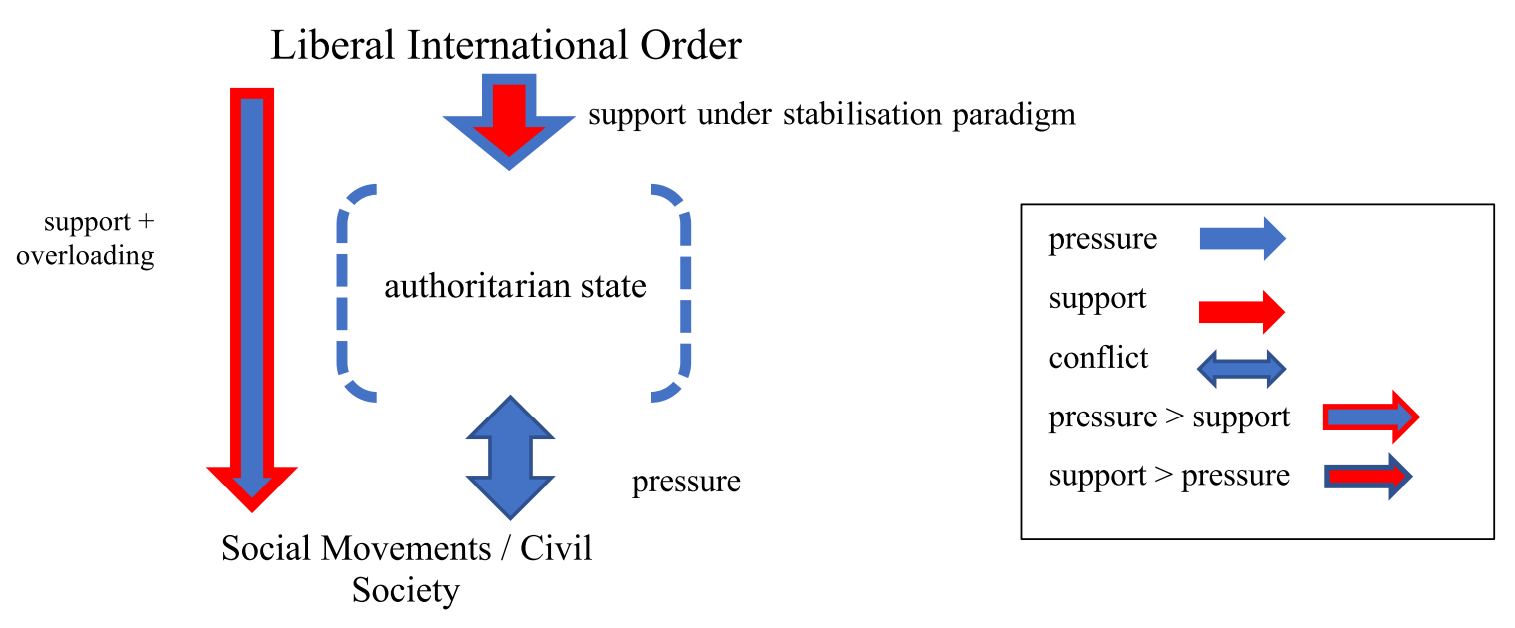 Liberal International Order
support under stabilisation paradigm
support +
overloading
authoritarian state
pressure
Social Movements / Civil
Society
pressure
support
conflict
pressure > support
support > pressure